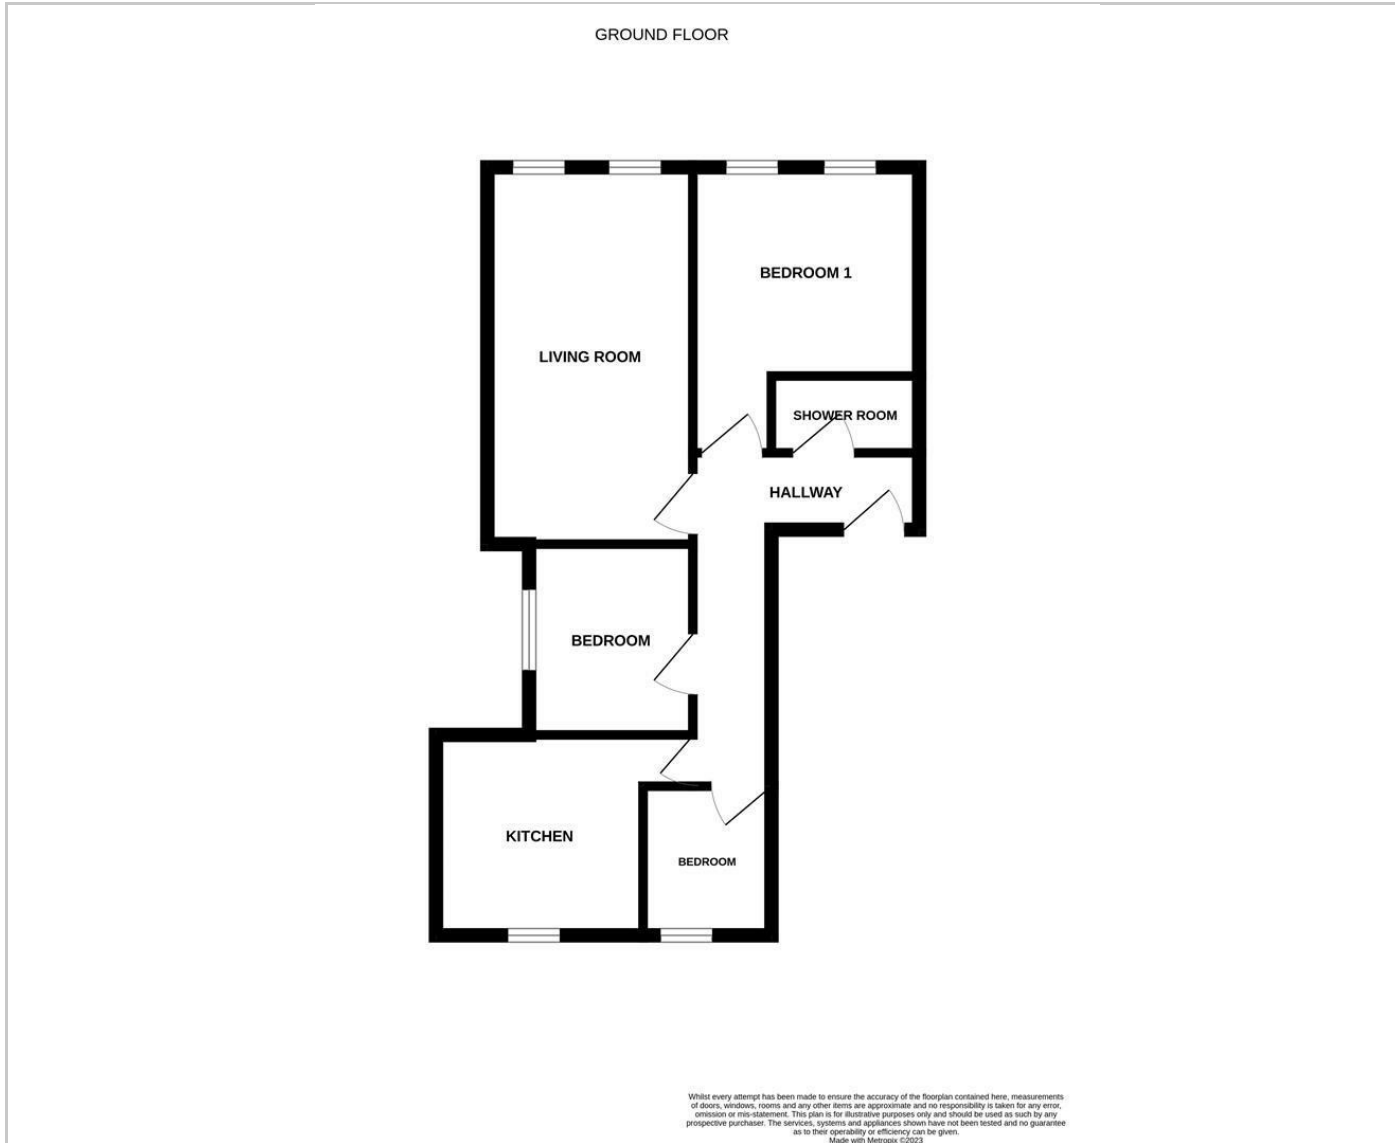 GROUND FLOOR
BEDROOM 1
LIVING ROOM
SHOWER ROOM
HALLWAY
BEDROOM
KITCHEN
BEDROOM
Whilst every attempt has been made to ensure the accuracy of the floorplan contained here, measurements
of doors, windows, rooms and any other items are approximate and no responsibility is taken for any error,
omission or mis-statement. This plan is for illustrative purposes only and should be used as such by any
prospective purchaser. The services, systems and appliances shown have not been tested and no guarantee
as to their operability or efficiency can be given.
Made with Metropix ©2023